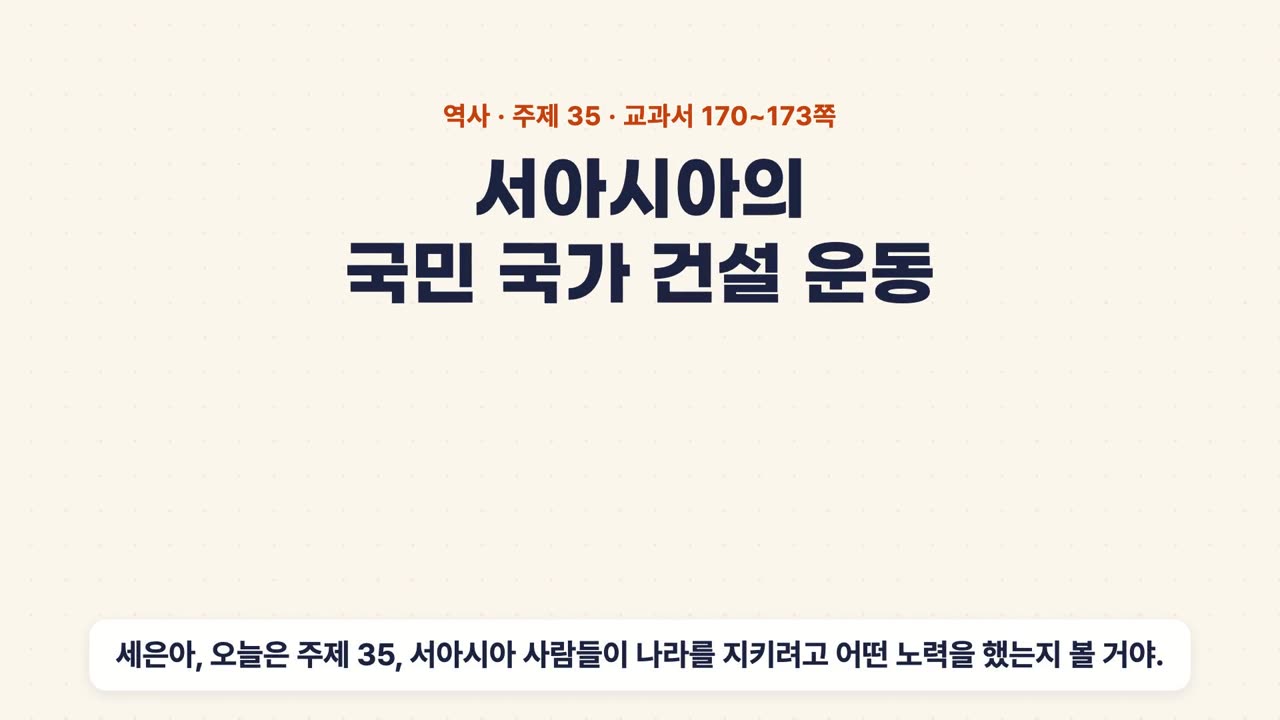 역사 · 주제 35 · 교과서 170~173쪽
서아시아의
국민 국가 건설 운동
세은아, 오늘은 주제 35, 서아시아 사람들이 나라를 지키려고 어떤 노력을 했는지 볼 거야.